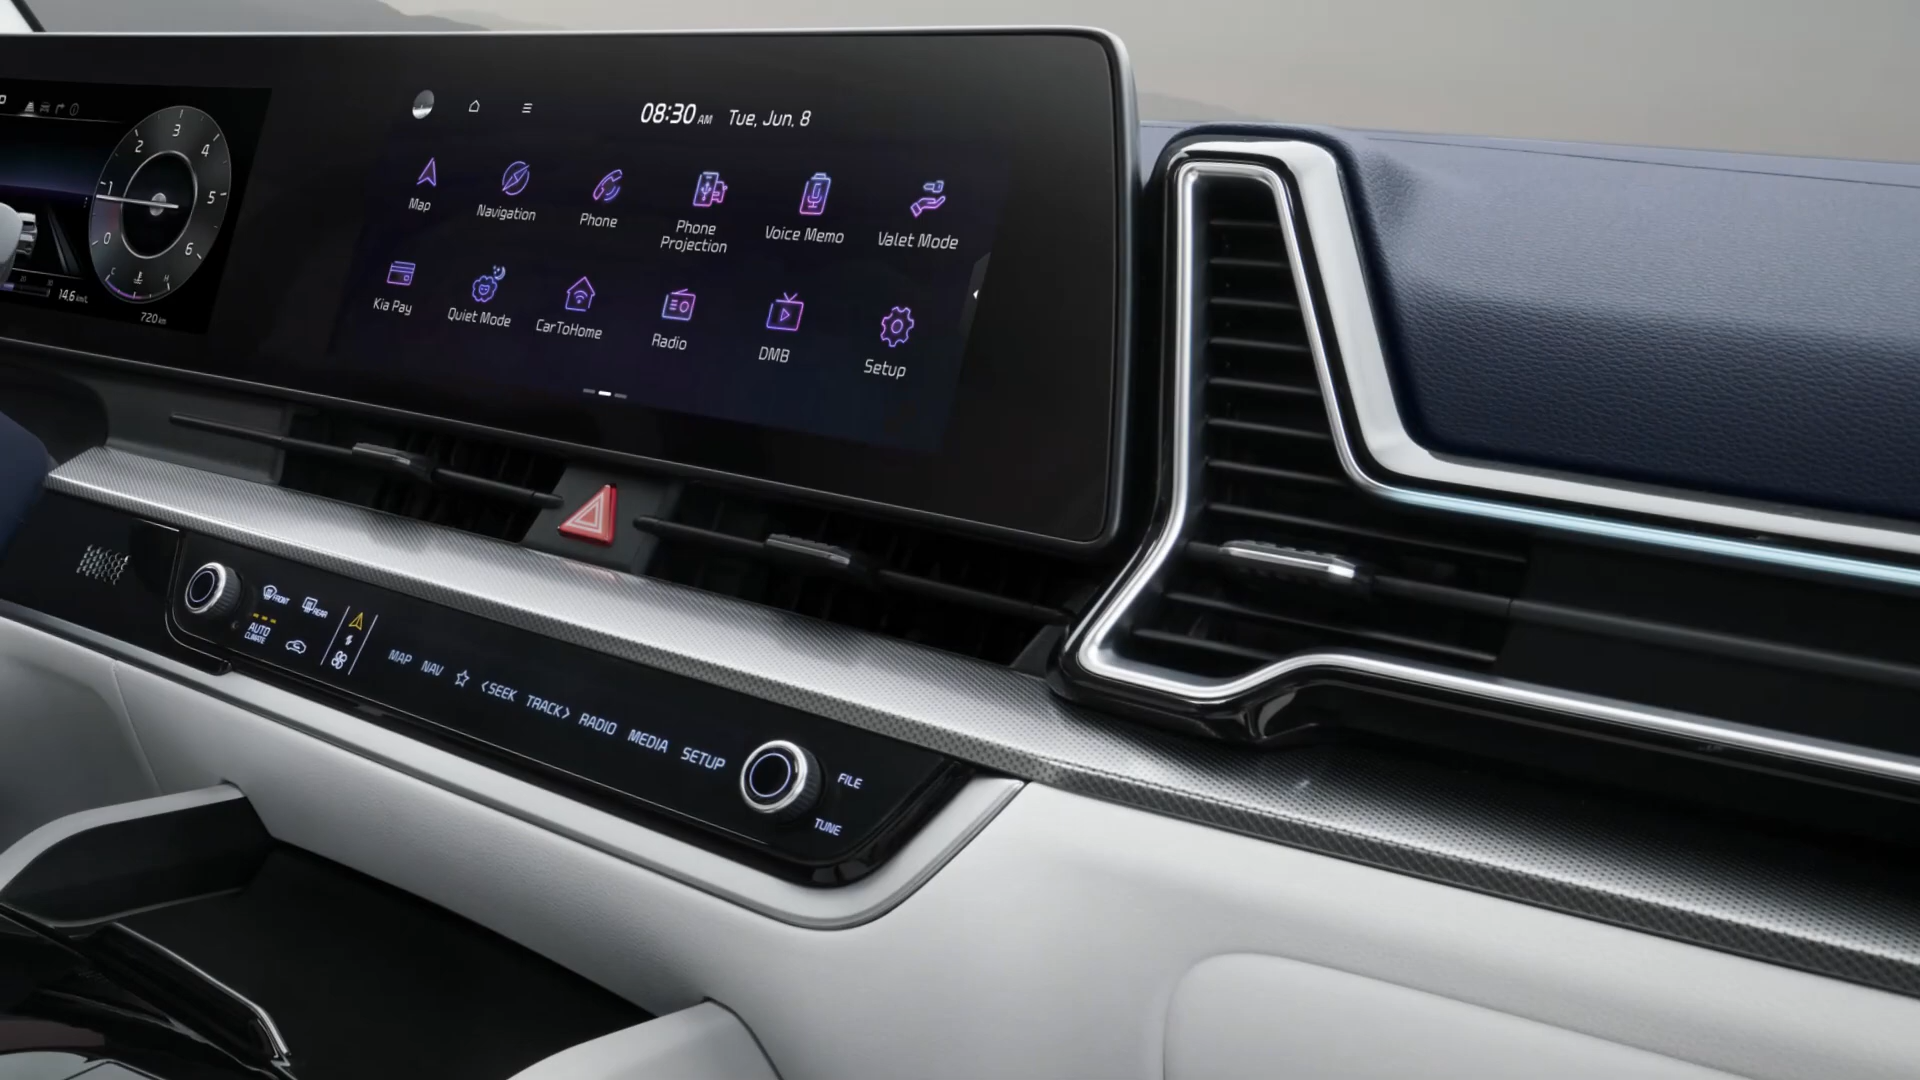 3
2
4
1
5
0
6
C
H
14.6 km/L
720 km
08:30 AM Tue, Jun. 8
Map
Navigation
Phone
Phone
Projection
Voice Memo
Valet Mode
Kia Pay
Quiet Mode
CarToHome
Radio
DMB
Setup
FRONT
REAR
AUTO
CLIMATE
MAP
NAV
<SEEK
TRACK>
RADIO
MEDIA
SETUP
FILE
TUNE